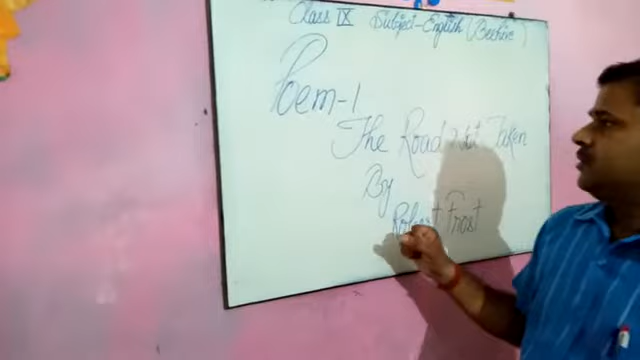 Class IX Subject-English (Beehive)
Poem-1
The Road Not Taken
By
Robert Frost